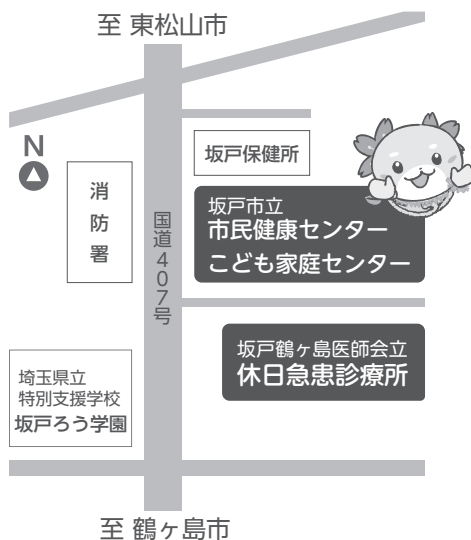 至 東松山市
N
坂戸保健所
消防署
坂戸市立
市民健康センター
こども家庭センター
国道407号
坂戸鶴ヶ島医師会立
休日急患診療所
埼玉県立
特別支援学校
坂戸ろう学園
至 鶴ヶ島市